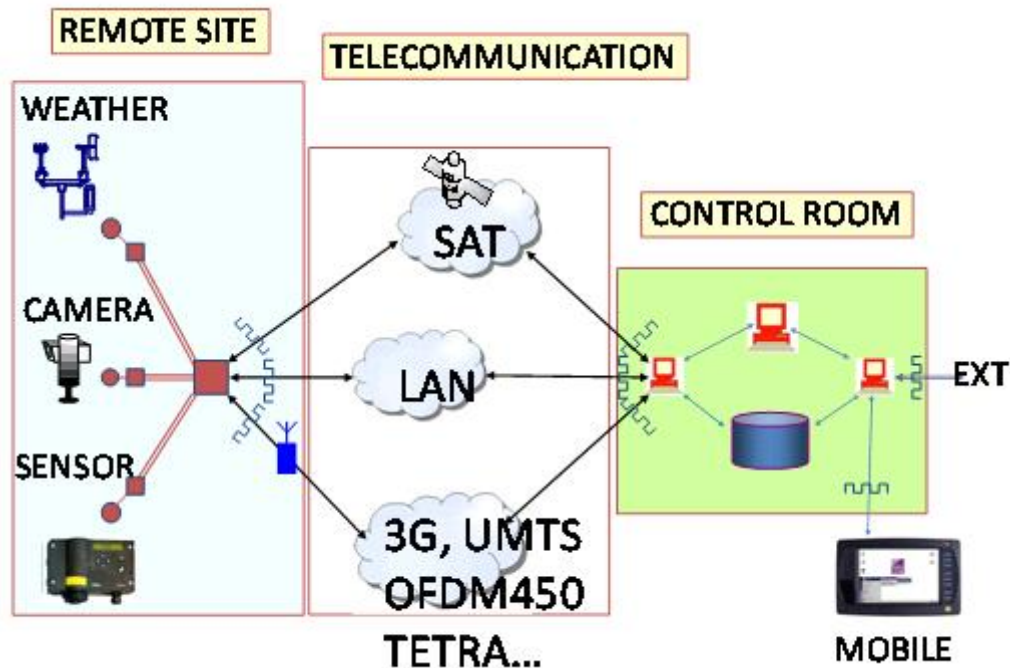 REMOTE SITE
TELECOMMUNICATION
WEATHER
CONTROL ROOM
SAT
CAMERA
LAN
EXT
SENSOR
3G, UMTS
OFDM450
TETRA...
MOBILE